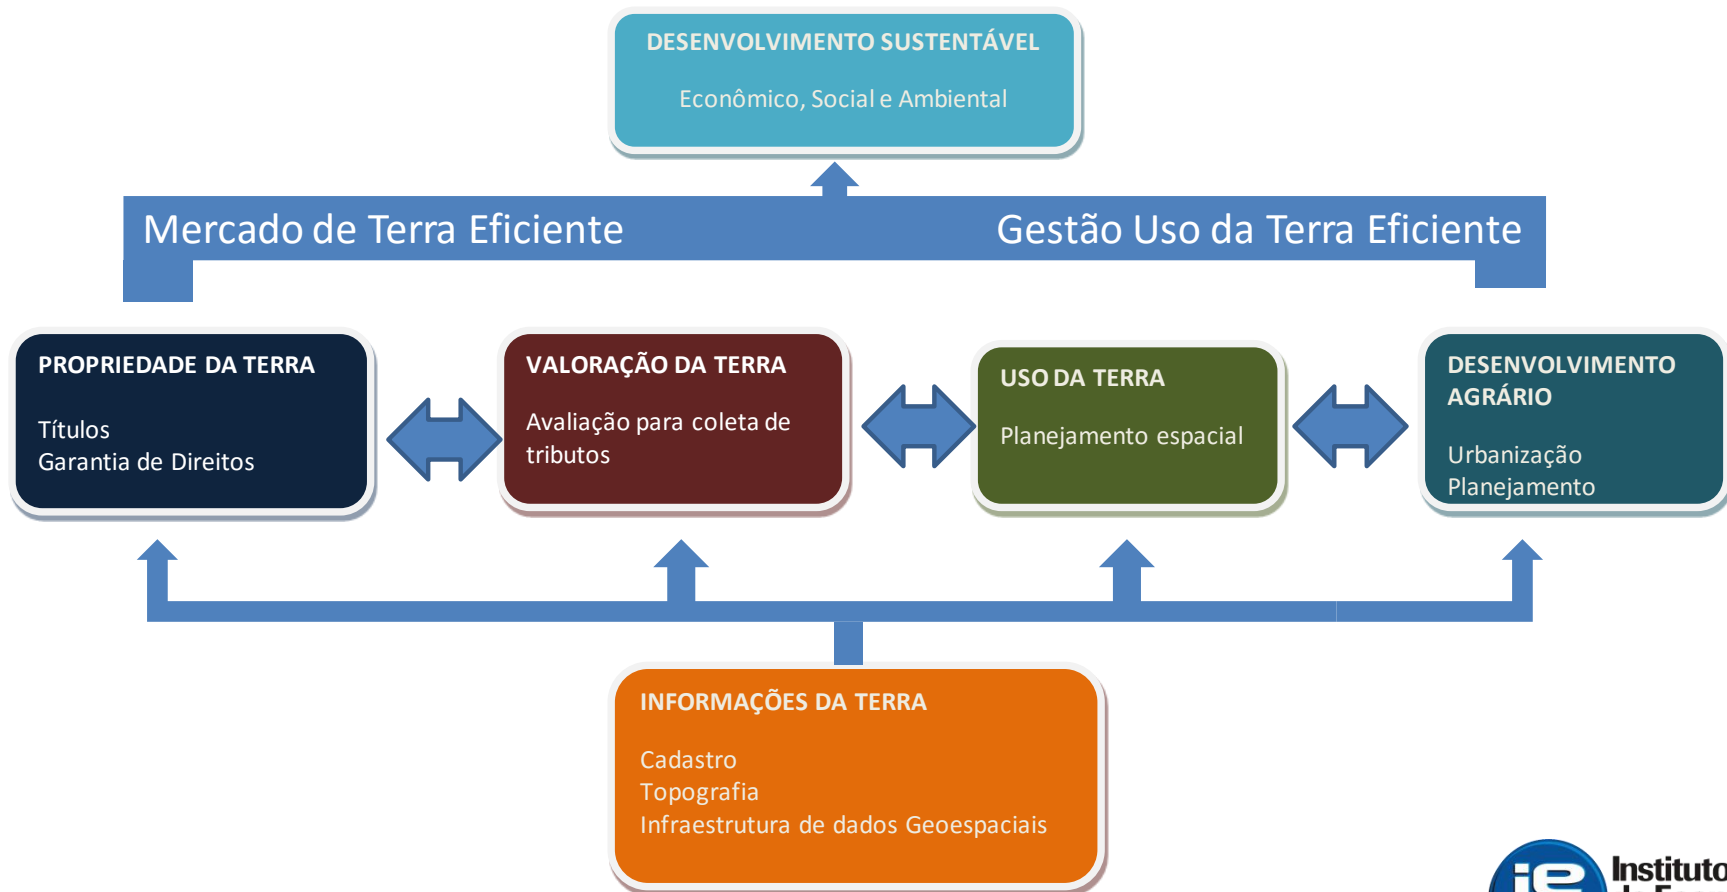 DESENVOLVIMENTO SUSTENTÁVEL
Econômico, Social e Ambiental
Mercado de Terra Eficiente
Gestão Uso da Terra Eficiente
PROPRIEDADE DA TERRA
Títulos
Garantia de Direitos
VALORAÇÃO DA TERRA
Avaliação para coleta de
tributos
USO DA TERRA
Planejamento espacial
DESENVOLVIMENTO
AGRÁRIO
Urbanização
Planejamento
INFORMAÇÕES DA TERRA
Cadastro
Topografia
Infraestrutura de dados Geoespaciais
ie
Instituto